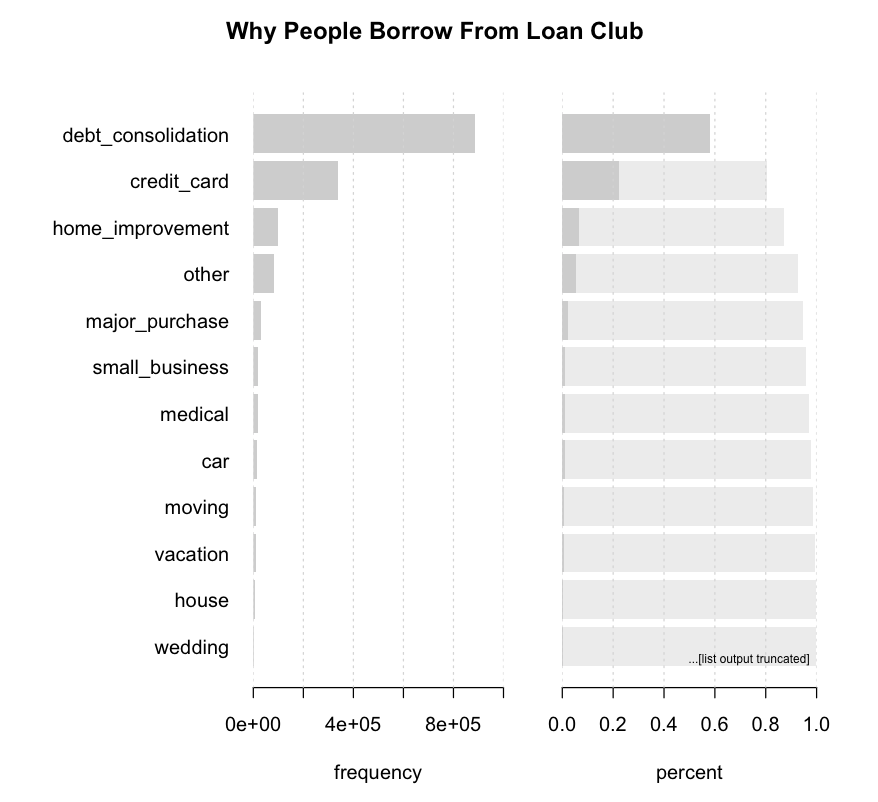 Why People Borrow From Loan Club
debt_consolidation
credit_card
home_improvement
other
major_purchase
small_business
medical
car
moving
vacation
house
wedding
...[list output truncated]
0e+00 4e+05 8e+05
0.0 0.2 0.4 0.6 0.8 1.0
frequency
percent